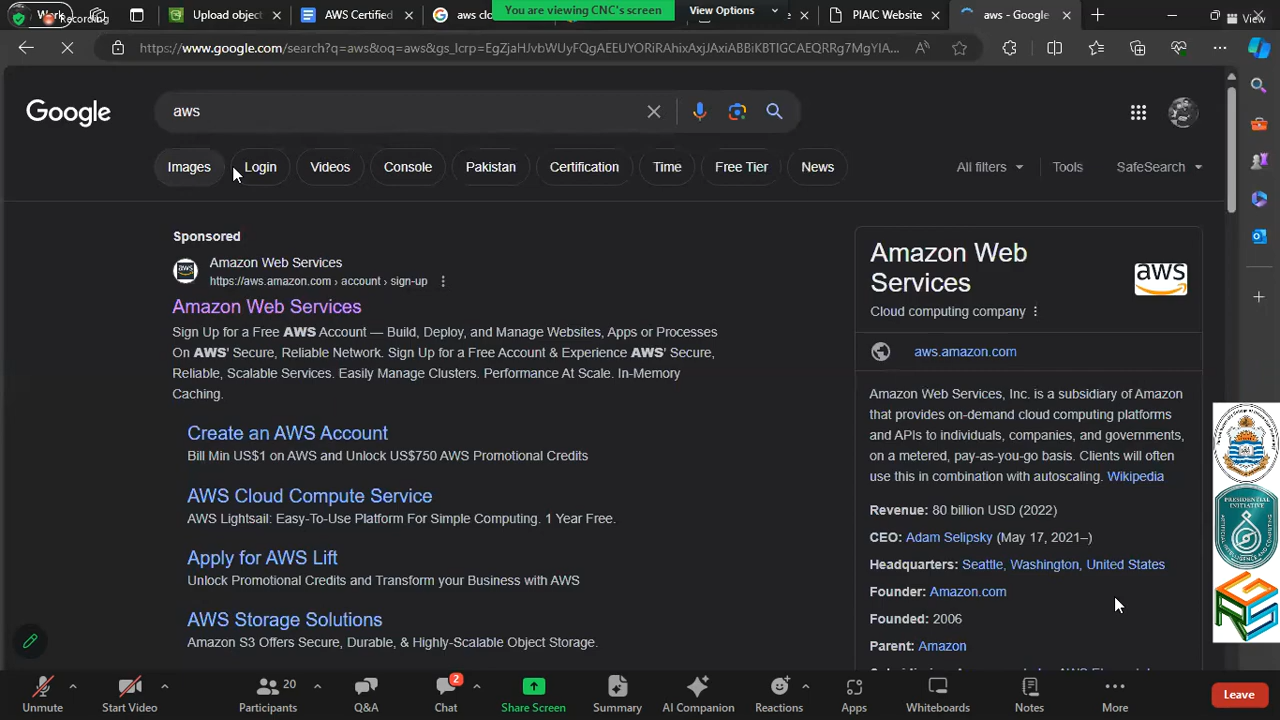 Work
Recording
Upload object
AWS Certified
aws clo
You are viewing CNC's screen
View Options
PIAIC Website
aws - Google
View
https://www.google.com/search?q=aws&oq=aws&gs_lcrp=EgZjaHJvbWUyFQgAEEUYORiRAhixAxjJAxiABBiKBTIGCAEQRRg7MgYIA...
Google
aws
Images
Login
Videos
Console
Pakistan
Certification
Time
Free Tier
News
All filters
Tools
SafeSearch
Sponsored
aws
Amazon Web Services
https://aws.amazon.com › account › sign-up
Amazon Web Services
Sign Up for a Free AWS Account — Build, Deploy, and Manage Websites, Apps or Processes
On AWS' Secure, Reliable Network. Sign Up for a Free Account & Experience AWS' Secure,
Reliable, Scalable Services. Easily Manage Clusters. Performance At Scale. In-Memory
Caching.
Create an AWS Account
Bill Min US$1 on AWS and Unlock US$750 AWS Promotional Credits
AWS Cloud Compute Service
AWS Lightsail: Easy-To-Use Platform For Simple Computing. 1 Year Free.
Apply for AWS Lift
Unlock Promotional Credits and Transform your Business with AWS
AWS Storage Solutions
Amazon S3 Offers Secure, Durable, & Highly-Scalable Object Storage.
Amazon Web
Services
aws
Cloud computing company
aws.amazon.com
Amazon Web Services, Inc. is a subsidiary of Amazon
that provides on-demand cloud computing platforms
and APIs to individuals, companies, and governments,
on a metered, pay-as-you-go basis. Clients will often
use this in combination with autoscaling. Wikipedia
Revenue: 80 billion USD (2022)
CEO: Adam Selipsky (May 17, 2021–)
Headquarters: Seattle, Washington, United States
Founder: Amazon.com
Founded: 2006
Parent: Amazon
PRESIDENTIAL
INITIATIVE
Unmute
Start Video
20
Participants
Q&A
2
Chat
Share Screen
Summary
AI Companion
Reactions
Apps
Whiteboards
Notes
More
Leave